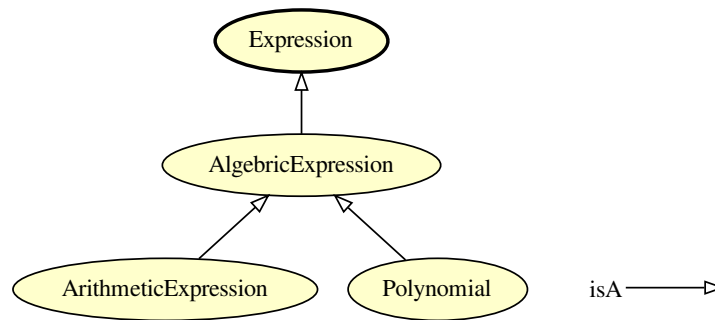 Expression
AlgebricExpression
ArithmeticExpression
Polynomial
isA